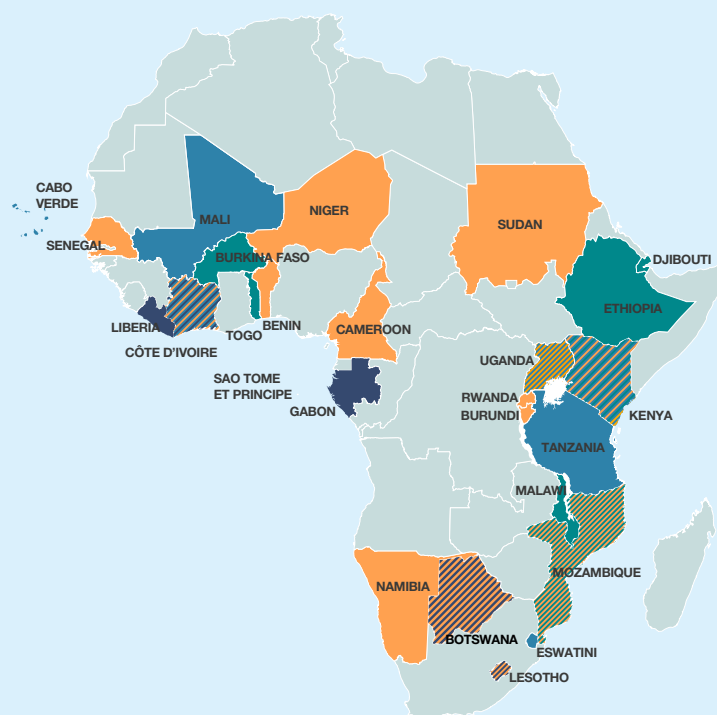 CABO
VERDE
MALI
NIGER
SUDAN
SENEGAL
BURKINA FASO
DJIBOUTI
ETHIOPIA
LIBERIA
TOGO
BENIN
CAMEROON
CÔTE D'IVOIRE
UGANDA
SAO TOME
ET PRINCIPE
GABON
RWANDA
BURUNDI
KENYA
TANZANIA
MALAWI
MOZAMBIQUE
NAMIBIA
BOTSWANA
ESWATINI
LESOTHO